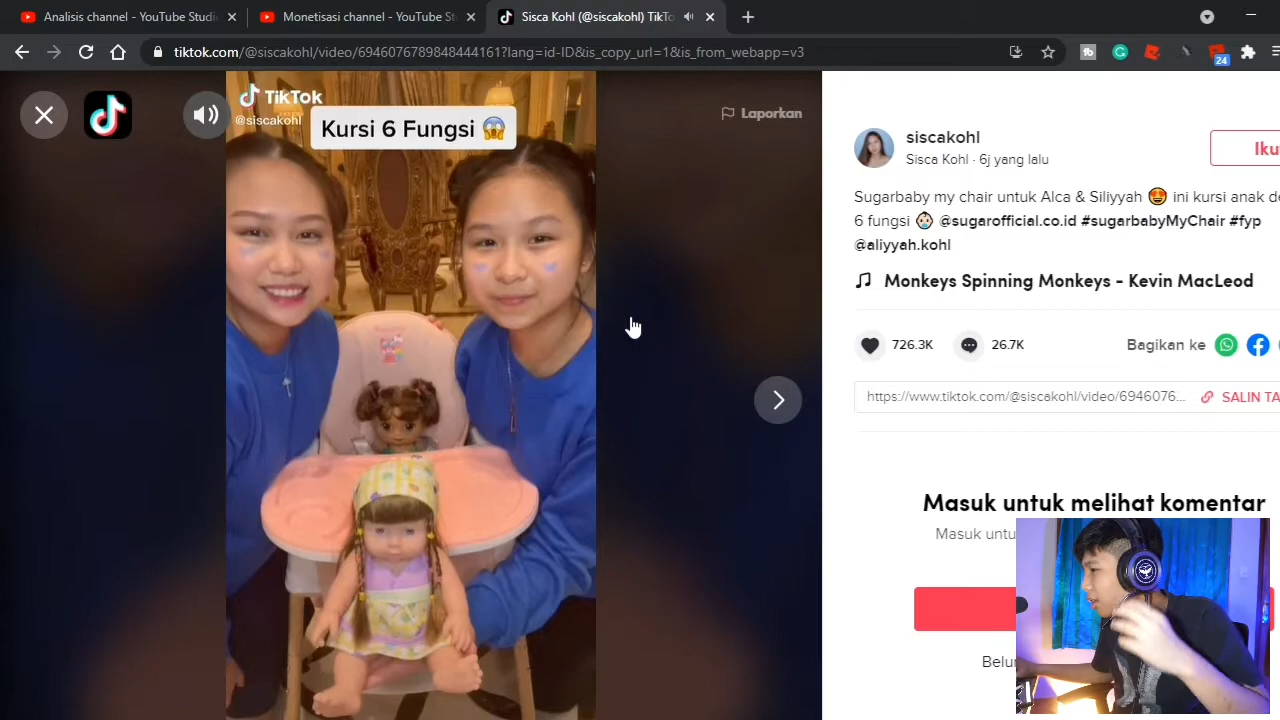 Analisis channel - YouTube Studi
Monetisasi channel - YouTube St
Sisca Kohl (@siscakohl) TikTo
tiktok.com/@siscakohl/video/6946076789848444161?lang=id-ID&is_copy_url=1&is_from_webapp=v3
24
TikTok
@siscakohl
Kursi 6 Fungsi 😱
Laporkan
siscakohl
Sisca Kohl · 6j yang lalu
Iku
Sugarbaby my chair untuk Alca & Siliyyah 🤩 ini kursi anak de
6 fungsi 👶🏻 @sugarofficial.co.id #sugarbabyMyChair #fyp
@aliyyah.kohl
Monkeys Spinning Monkeys - Kevin MacLeod
726.3K
26.7K
Bagikan ke
https://www.tiktok.com/@siscakohl/video/6946076...
SALIN TA
Masuk untuk melihat komentar
Masuk untu
Belu